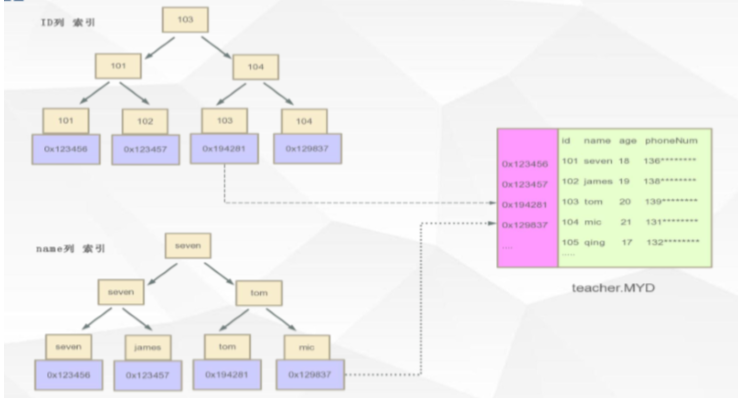 ID列 索引
103
101
104
101
102
103
104
0x123456
0x123457
0x194281
0x129837
id name age phoneNum
0x123456 101 seven 18 136********
0x123457 102 james 19 138********
0x194281 103 tom 20 139********
0x129837 104 mic 21 131********
... 105 qing 17 132********
.....
teacher.MYD
name列 索引
seven
seven
tom
seven
james
tom
mic
0x123456
0x123457
0x194281
0x129837